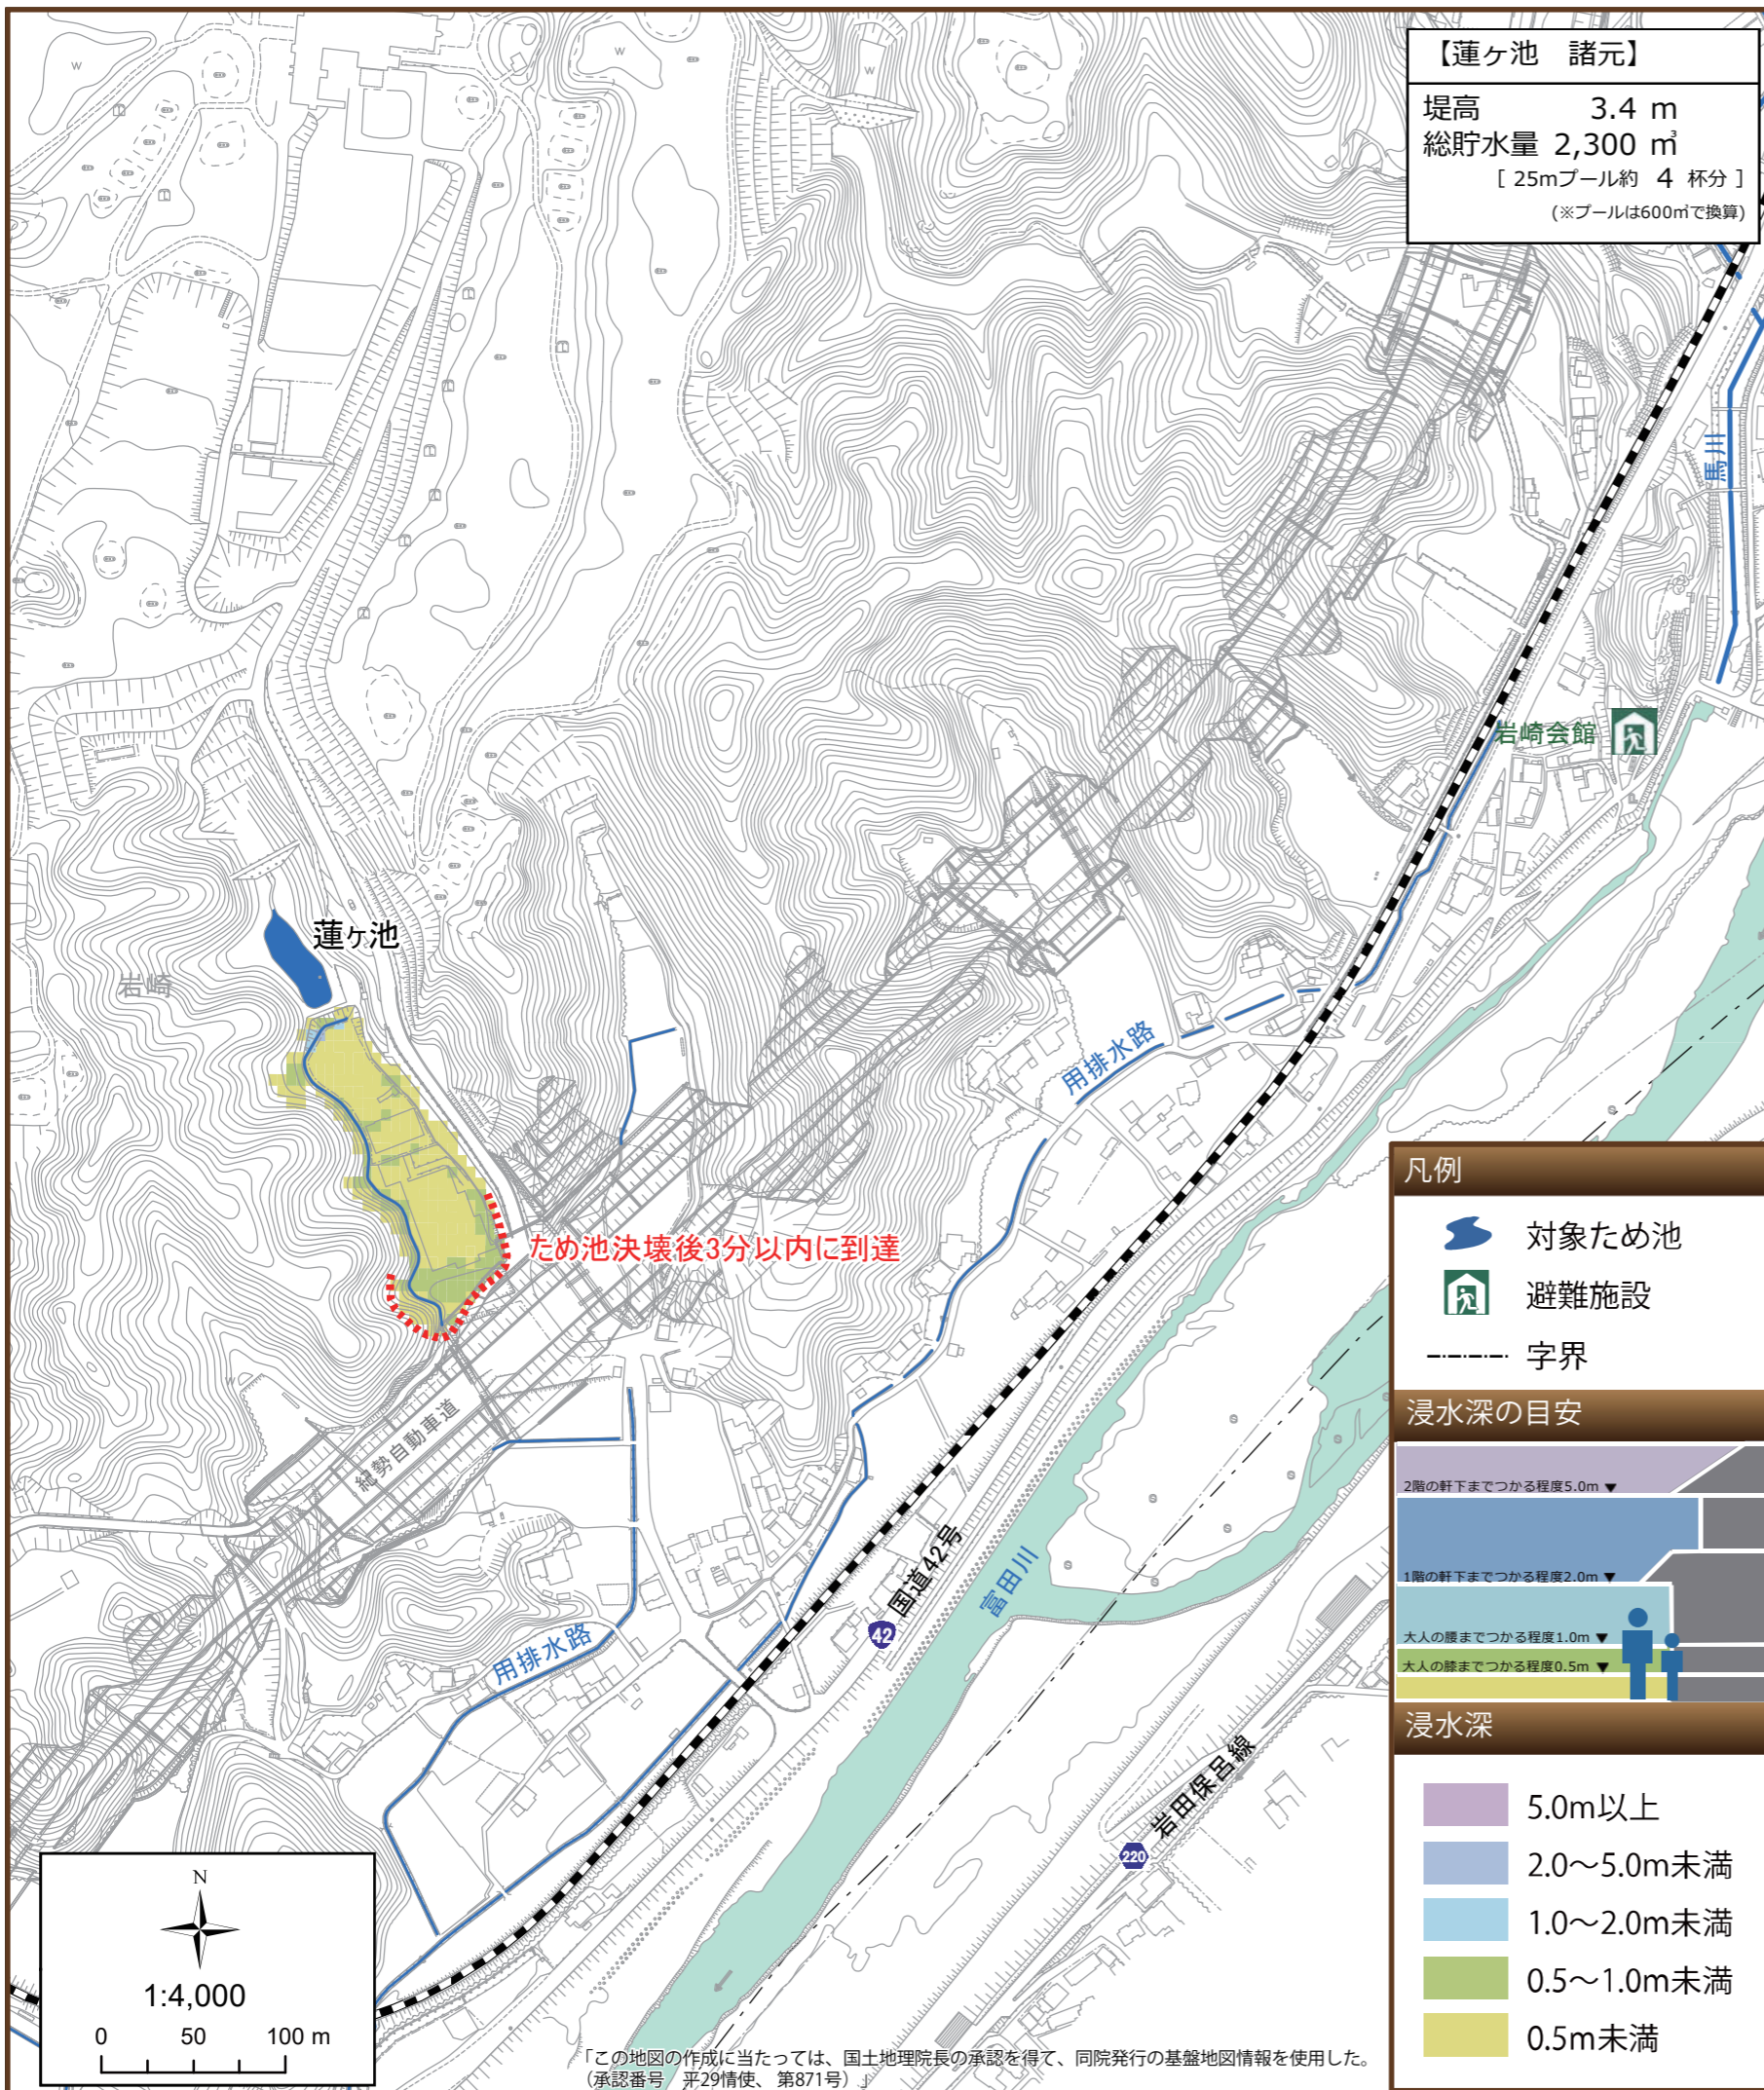 【蓮ヶ池　諸元】
堤高 3.4 m
総貯水量 2,300 ㎥
[ 25mプール約 4 杯分 ]
(※プールは600㎥で換算)
馬川
岩崎会館
蓮ヶ池
岩崎
用排水路
ため池決壊後3分以内に到達
紀勢自動車道
国道42号
42
富田川
用排水路
岩田保呂線
220
凡例
対象ため池
避難施設
字界
浸水深の目安
2階の軒下までつかる程度5.0m ▼
1階の軒下までつかる程度2.0m ▼
大人の腰までつかる程度1.0m ▼
大人の膝までつかる程度0.5m ▼
浸水深
5.0m以上
2.0～5.0m未満
1.0～2.0m未満
0.5～1.0m未満
0.5m未満
N
1:4,000
0 50 100 m
「この地図の作成に当たっては、国土地理院長の承認を得て、同院発行の基盤地図情報を使用した。
（承認番号　平29情使、 第871号）」